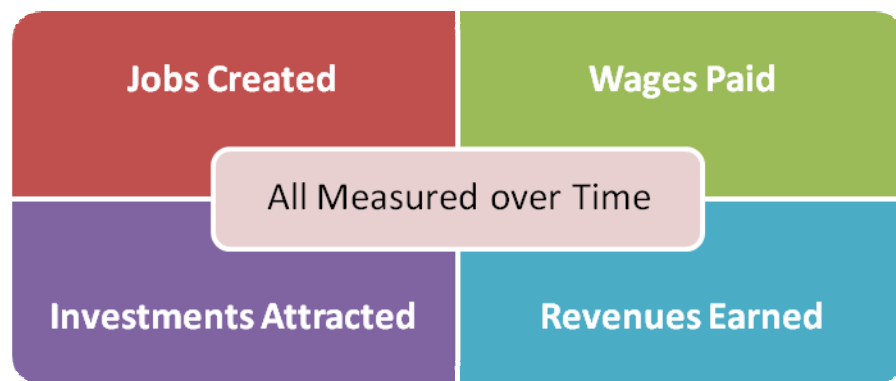 Jobs Created
Wages Paid
All Measured over Time
Investments Attracted
Revenues Earned